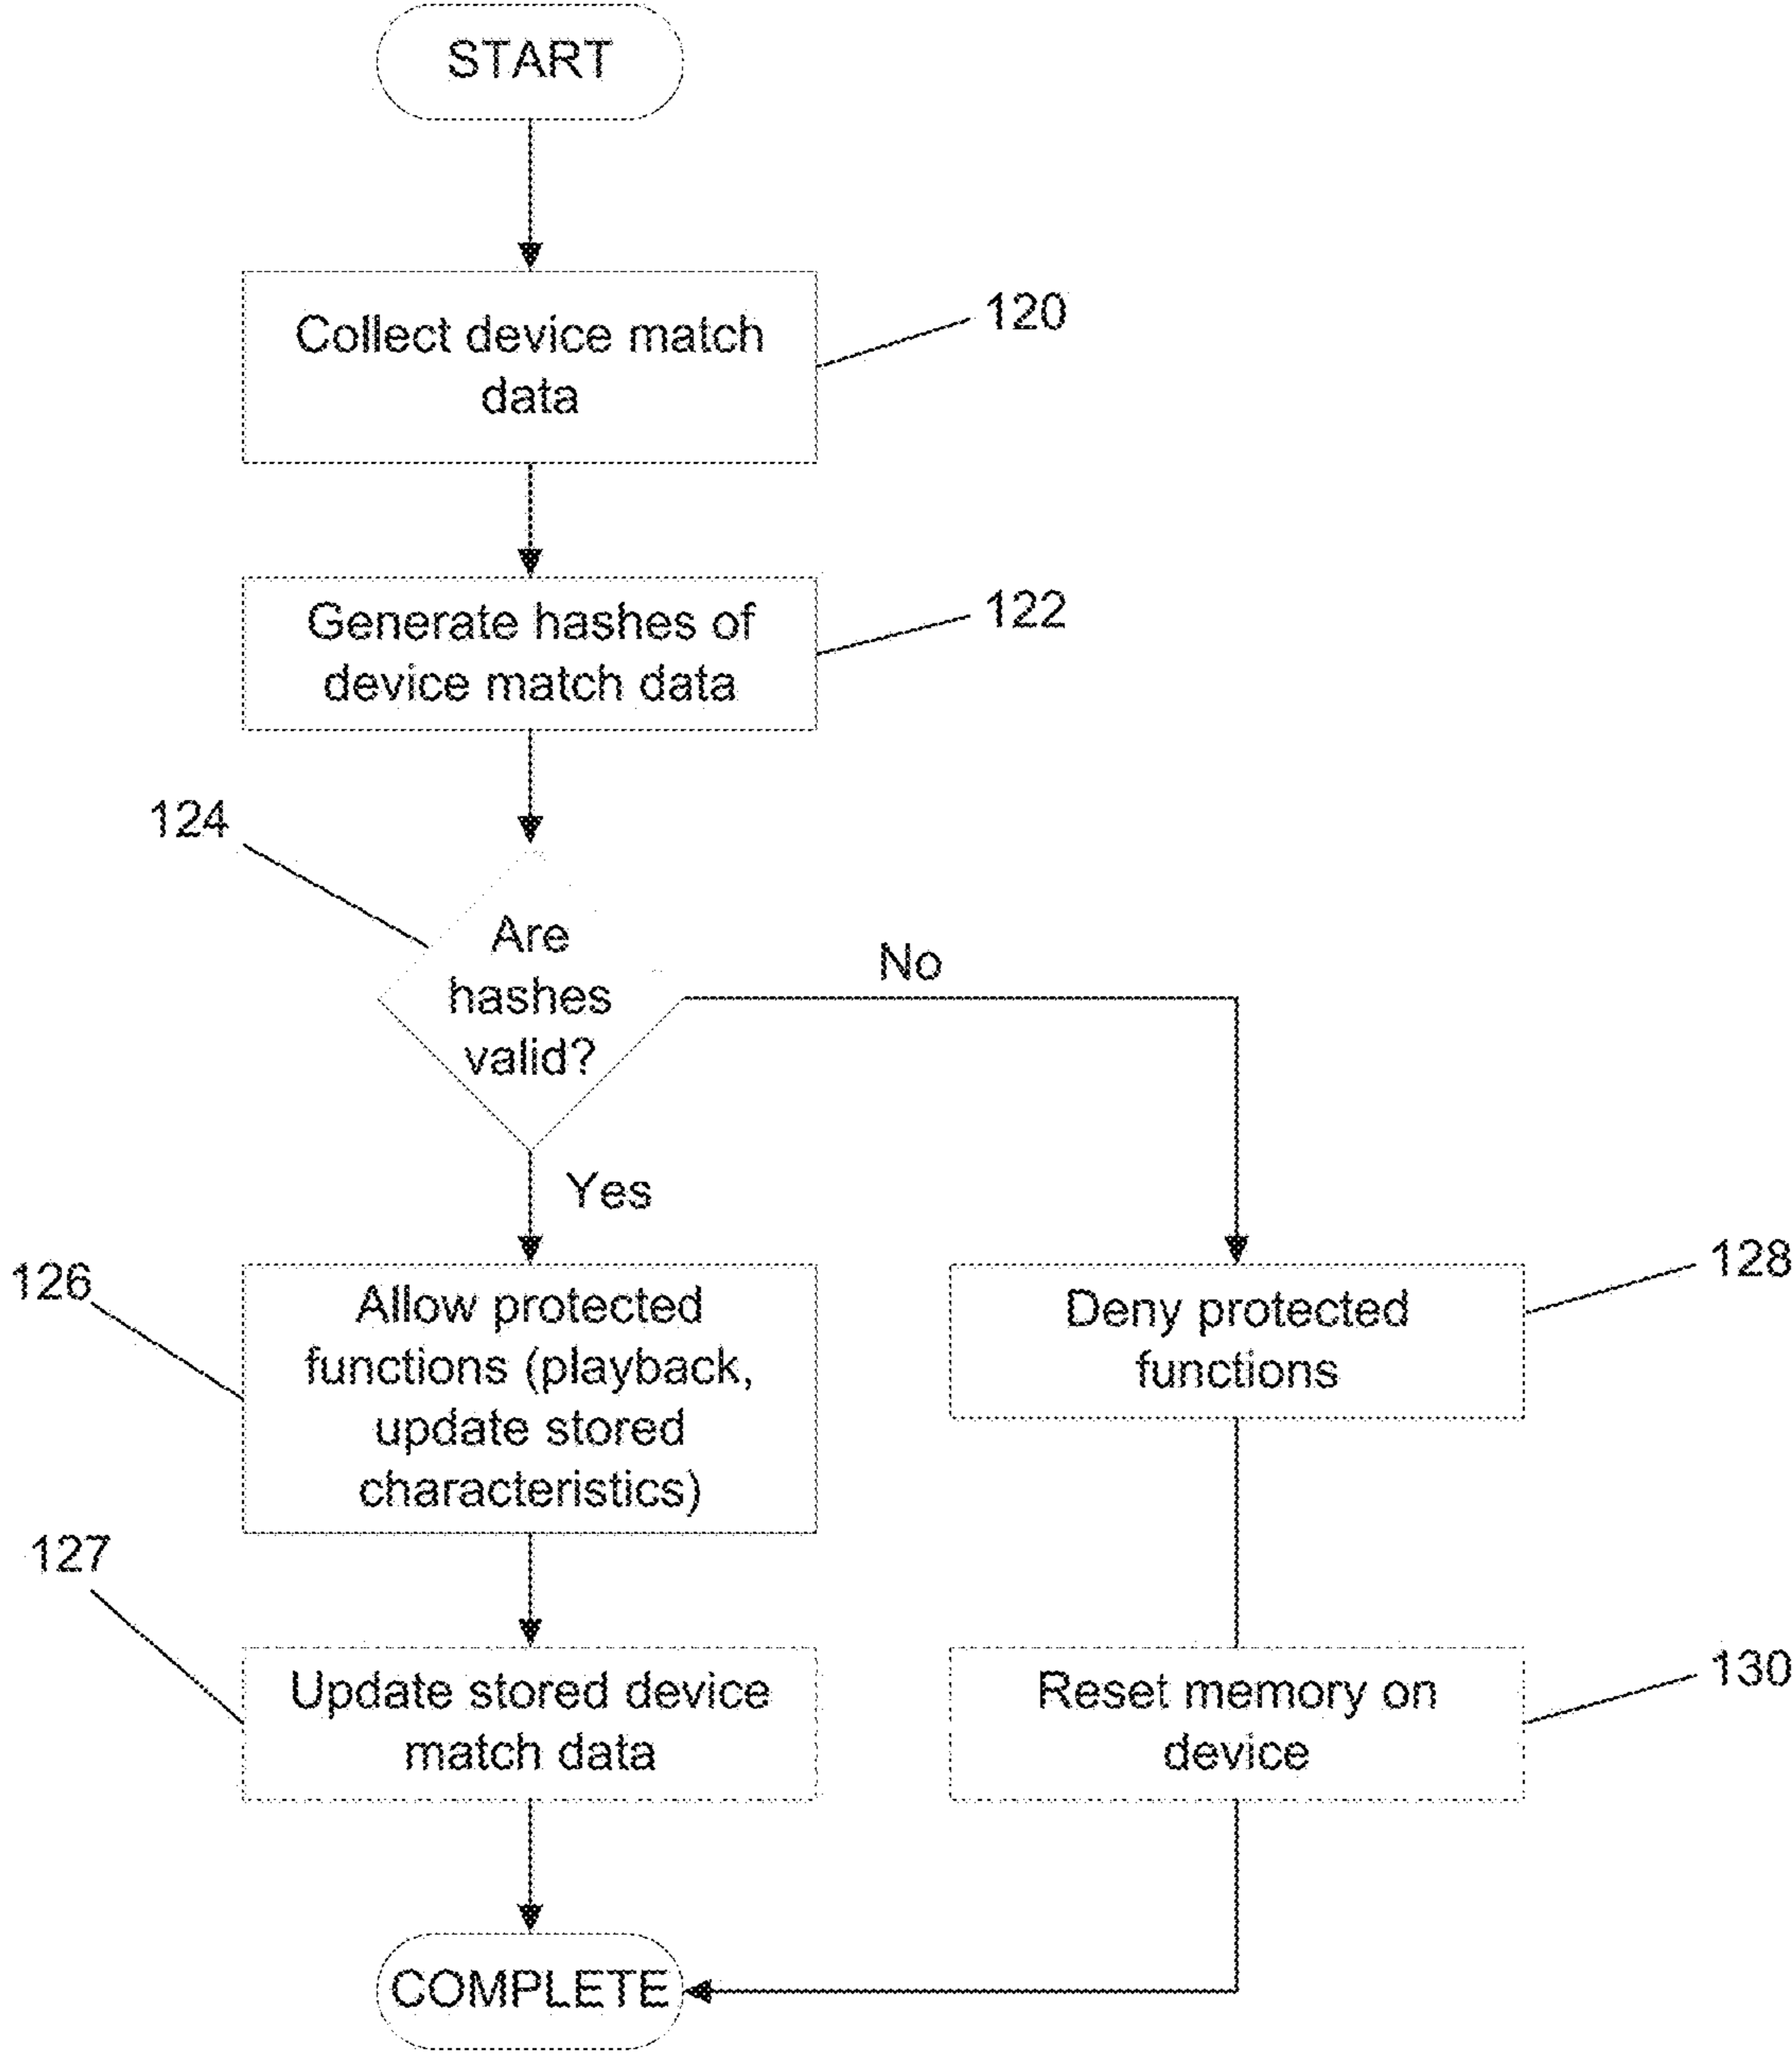 START
Collect device match
data
120
Generate hashes of
device match data
122
124
Are
hashes
valid?
No
Yes
126
Allow protected
functions (playback,
update stored
characteristics)
Deny protected
functions
128
127
Update stored device
match data
Reset memory on
device
130
COMPLETE